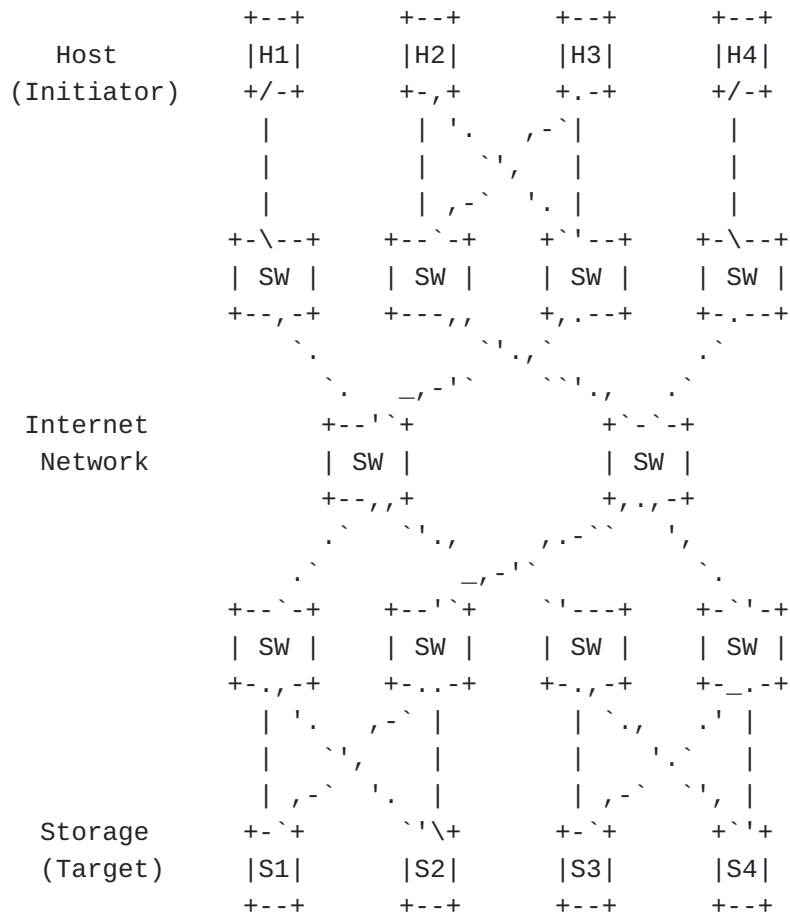 +--+      +--+      +--+      +--+
   Host        |H1|      |H2|      |H3|      |H4|
(Initiator)    +/-+      +-,+      +.-+      +/-+
                |         | '.   ,-`|         |
                |         |   `',   |         |
                |         | ,-`  '. |         |
              +-\--+    +--`-+    +`'--+    +-\--+
              | SW |    | SW |    | SW |    | SW |
              +--,-+    +---,,    +,.--+    +-.--+
                  `.          `'.,`         .`
                    `.   _,-'`    ``'.,   .`
 Internet           +--'`+            +`-`-+
  Network           | SW |            | SW |
                    +--,,+            +,.,-+
                    .`   `'.,     ,.-``   ',
                  .`         _,-'`          `.
              +--`-+    +--'`+    `'---+    +-`'-+
              | SW |    | SW |    | SW |    | SW |
              +-.,-+    +-..-+    +-.,-+    +-_.-+
                | '.   ,-` |        | `.,   .' |
                |   `',    |        |    '.`   |
                | ,-`  '.  |        | ,-`  `', |
  Storage      +-`+      `'\+      +-`+      +`'+
  (Target)     |S1|      |S2|      |S3|      |S4|
               +--+      +--+      +--+      +--+